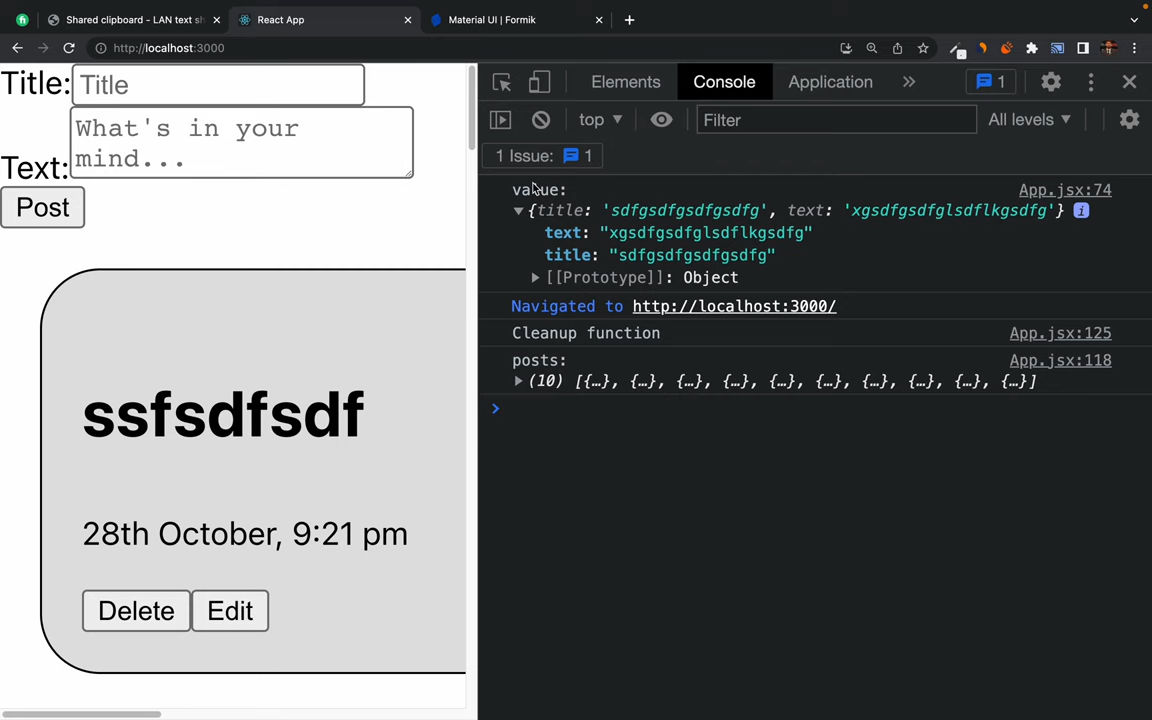 Shared clipboard - LAN text sh
React App
Material UI | Formik
http://localhost:3000
Title:
Title
What's in your
mind...
Text:
Post
ssfsdfsdf
28th October, 9:21 pm
Delete
Edit
Elements
Console
Application
1
top
Filter
All levels
1 Issue:
1
value:
App.jsx:74
{title: 'sdfgsdfgsdfgsdfg', text: 'xgsdfgsdfglsdflkgsdfg'}
text: "xgsdfgsdfglsdflkgsdfg"
title: "sdfgsdfgsdfgsdfg"
[[Prototype]]: Object
Navigated to http://localhost:3000/
Cleanup function
App.jsx:125
posts:
App.jsx:118
(10) [{…}, {…}, {…}, {…}, {…}, {…}, {…}, {…}, {…}, {…}]